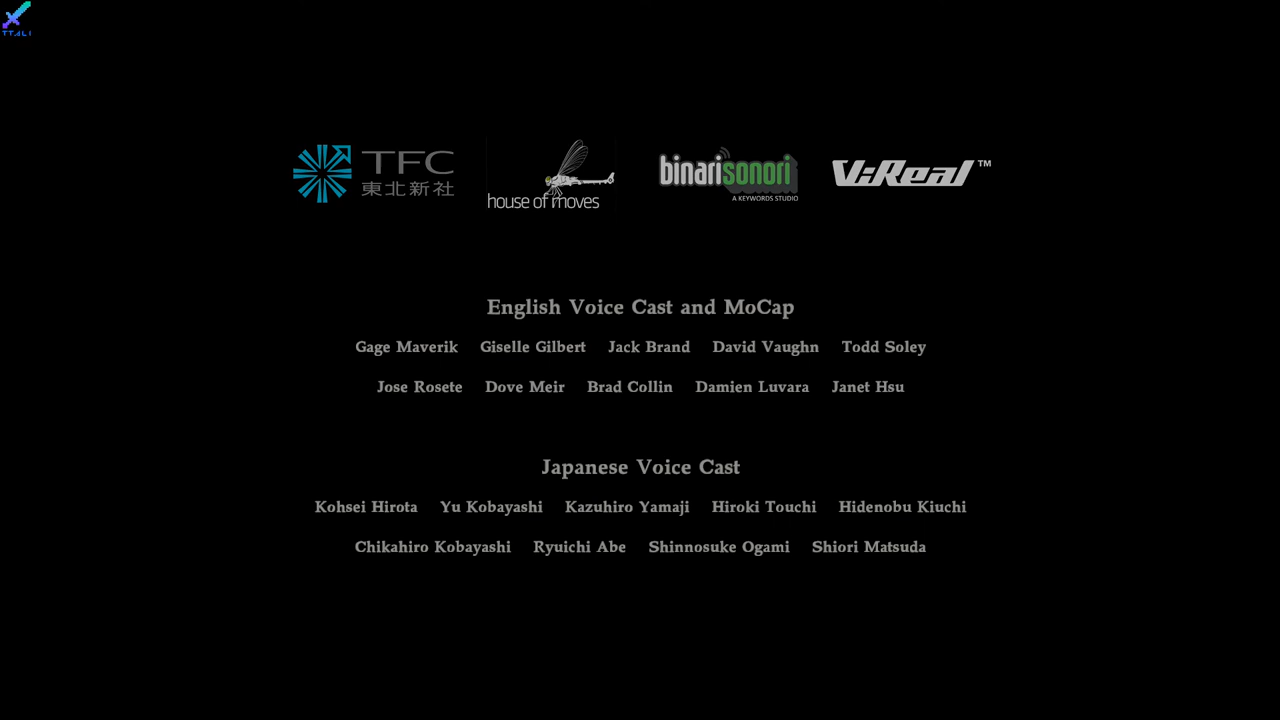 TTALI
TFC
東北新社
house of moves
binarisonori
A KEYWORDS STUDIO
V:Real TM
English Voice Cast and MoCap
Gage Maverik Giselle Gilbert Jack Brand David Vaughn Todd Soley
Jose Rosete Dove Meir Brad Collin Damien Luvara Janet Hsu
Japanese Voice Cast
Kohsei Hirota Yu Kobayashi Kazuhiro Yamaji Hiroki Touchi Hidenobu Kiuchi
Chikahiro Kobayashi Ryuichi Abe Shinnosuke Ogami Shiori Matsuda